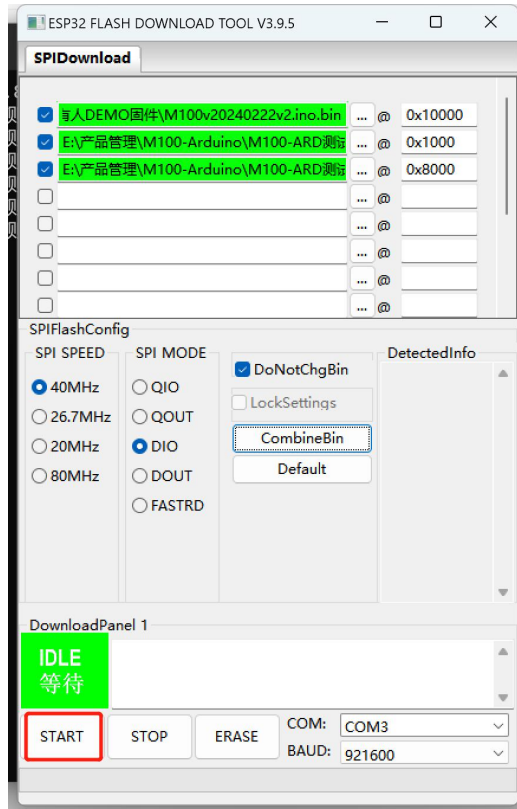 ESP32 FLASH DOWNLOAD TOOL V3.9.5
SPIDownload
盲人DEMO固件\M100v20240222v2.ino.bin ... @ 0x10000
E:\产品管理\M100-Arduino\M100-ARD测试 ... @ 0x1000
E:\产品管理\M100-Arduino\M100-ARD测试 ... @ 0x8000
... @
... @
... @
... @
... @
SPIFlashConfig
SPI SPEED
40MHz
26.7MHz
20MHz
80MHz
SPI MODE
QIO
QOUT
DIO
DOUT
FASTRD
DoNotChgBin
LockSettings
CombineBin
Default
DetectedInfo
DownloadPanel 1
IDLE
等待
START
STOP
ERASE
COM: COM3
BAUD: 921600